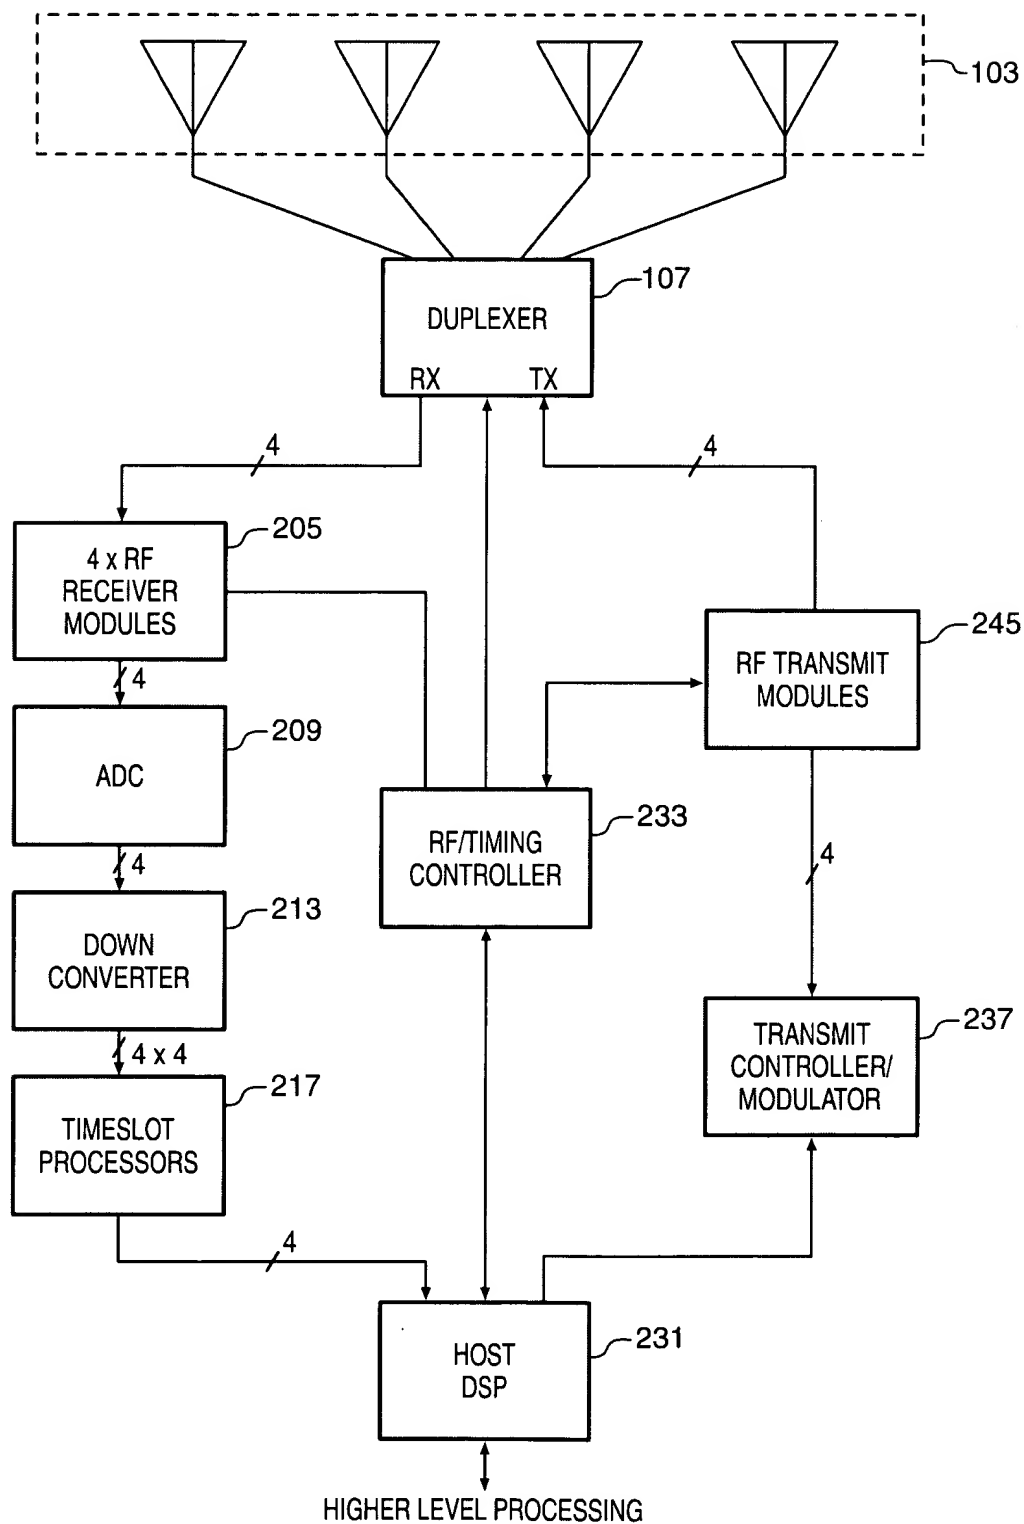 103
107
DUPLEXER
RX
TX
4
4
205
4 x RF
RECEIVER
MODULES
245
RF TRANSMIT
MODULES
4
209
ADC
233
RF/TIMING
CONTROLLER
4
4
213
DOWN
CONVERTER
237
TRANSMIT
CONTROLLER/
MODULATOR
4 x 4
217
TIMESLOT
PROCESSORS
4
231
HOST
DSP
HIGHER LEVEL PROCESSING